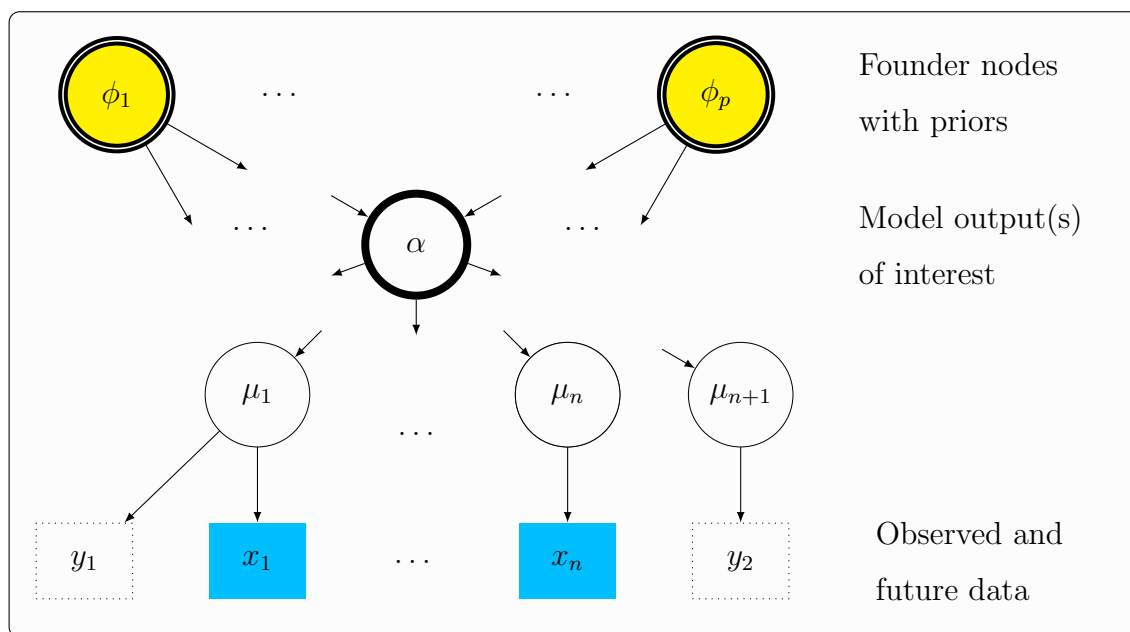 ϕ₁ ... ... ϕₚ Founder nodes
with priors
... α ... Model output(s)
of interest
μ₁ ... μₙ μₙ₊₁
y₁ x₁ ... xₙ y₂ Observed and
future data